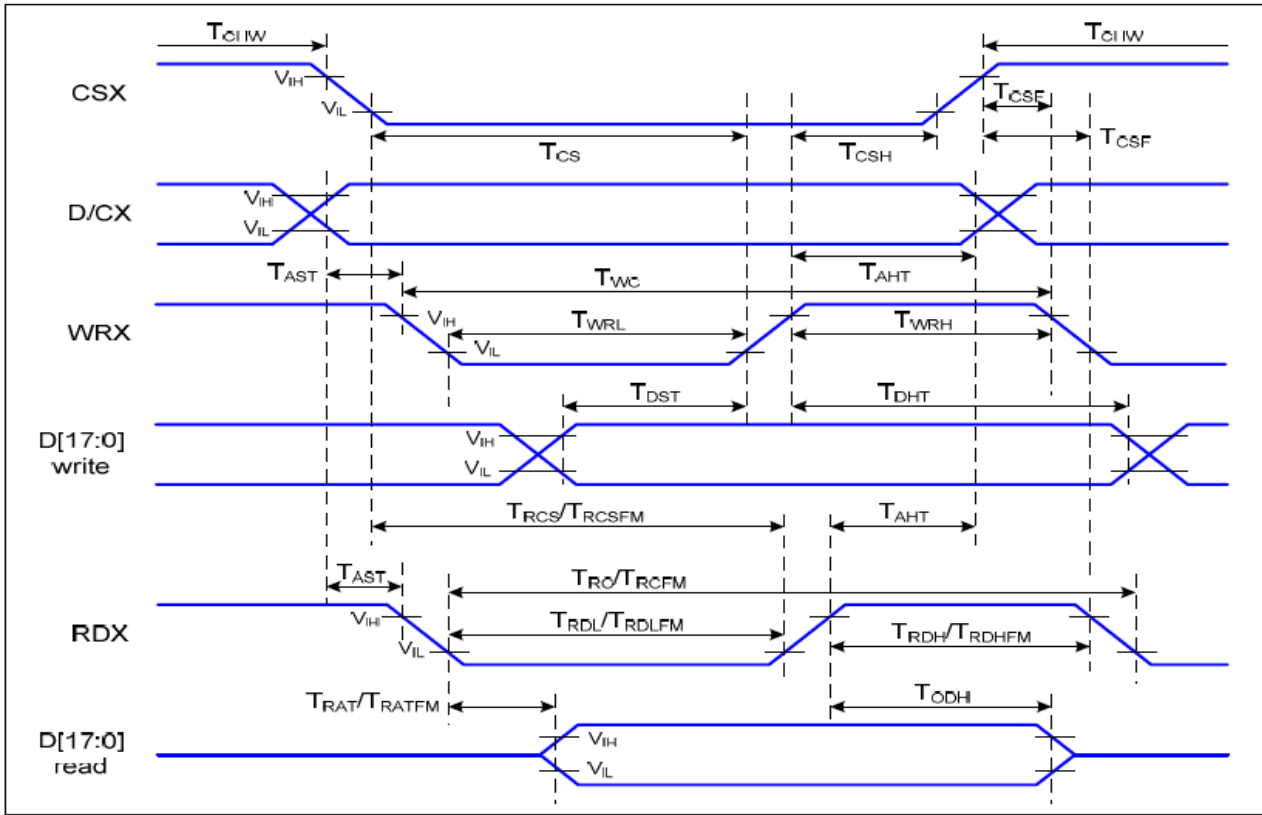 TCHW TCHW
CSX VIH VIL TCSF
TCSF
TCS TCSH
D/CX VIH VIL
TAST TWC TAHT
WRX VIH VIL TWRL TWRH
TDST TDHT
D[17:0] write VIH VIL
TRCS/TRCSFM TAHT
TAST TRC/TRCFM
RDX VIH VIL TRDL/TRDLFM TRDH/TRDHFM
TRAT/TRATFM TODH
D[17:0] read VIH VIL